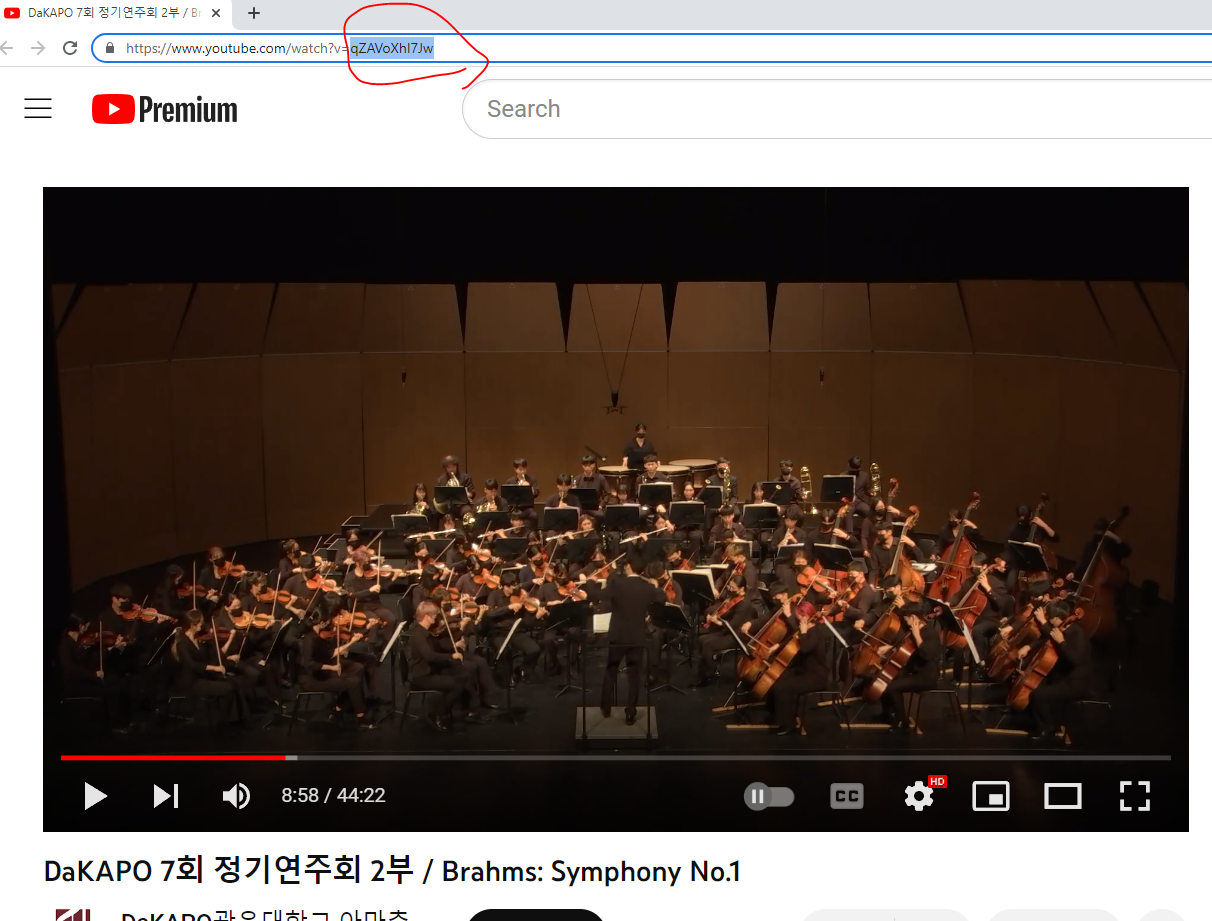 DaKAPO 7회 정기연주회 2부 / Br
https://www.youtube.com/watch?v=qZAVoXhI7Jw
Premium
Search
8:58 / 44:22
CC
HD
DaKAPO 7회 정기연주회 2부 / Brahms: Symphony No.1